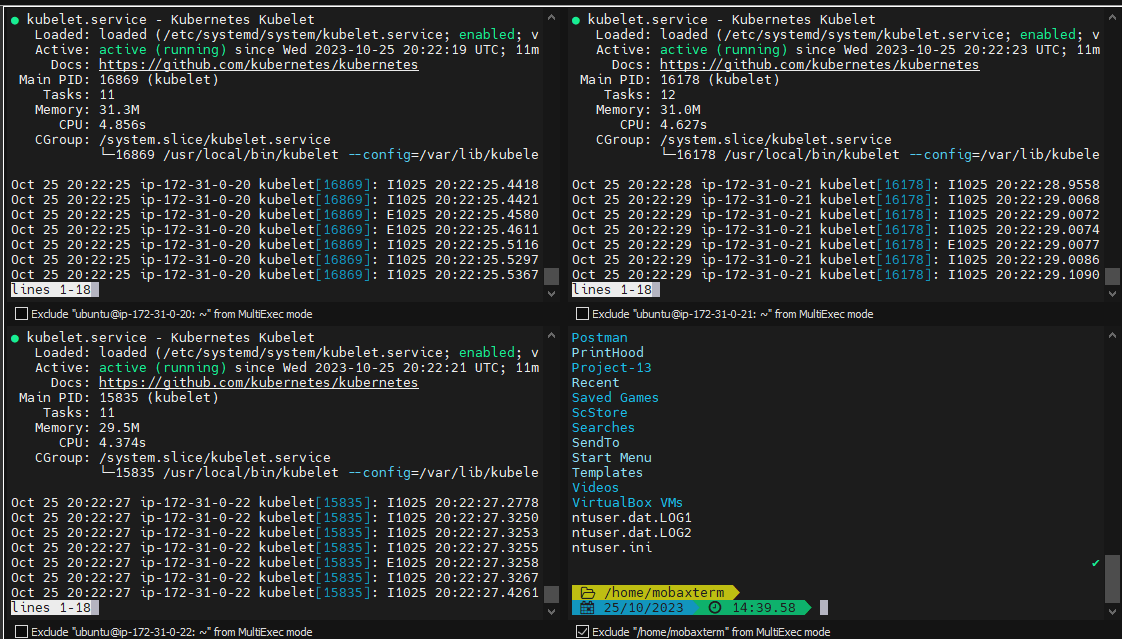 ● kubelet.service - Kubernetes Kubelet
Loaded: loaded (/etc/systemd/system/kubelet.service; enabled; v
Active: active (running) since Wed 2023-10-25 20:22:19 UTC; 11m
Docs: https://github.com/kubernetes/kubernetes
Main PID: 16869 (kubelet)
Tasks: 11
Memory: 31.3M
CPU: 4.856s
CGroup: /system.slice/kubelet.service
└─16869 /usr/local/bin/kubelet --config=/var/lib/kubele
Oct 25 20:22:25 ip-172-31-0-20 kubelet[16869]: I1025 20:22:25.4418
Oct 25 20:22:25 ip-172-31-0-20 kubelet[16869]: I1025 20:22:25.4421
Oct 25 20:22:25 ip-172-31-0-20 kubelet[16869]: E1025 20:22:25.4580
Oct 25 20:22:25 ip-172-31-0-20 kubelet[16869]: E1025 20:22:25.4611
Oct 25 20:22:25 ip-172-31-0-20 kubelet[16869]: I1025 20:22:25.5116
Oct 25 20:22:25 ip-172-31-0-20 kubelet[16869]: I1025 20:22:25.5297
Oct 25 20:22:25 ip-172-31-0-20 kubelet[16869]: I1025 20:22:25.5367
lines 1-18
Exclude "ubuntu@ip-172-31-0-20: ~" from MultiExec mode
● kubelet.service - Kubernetes Kubelet
Loaded: loaded (/etc/systemd/system/kubelet.service; enabled; v
Active: active (running) since Wed 2023-10-25 20:22:23 UTC; 11m
Docs: https://github.com/kubernetes/kubernetes
Main PID: 16178 (kubelet)
Tasks: 12
Memory: 31.0M
CPU: 4.627s
CGroup: /system.slice/kubelet.service
└─16178 /usr/local/bin/kubelet --config=/var/lib/kubele
Oct 25 20:22:28 ip-172-31-0-21 kubelet[16178]: I1025 20:22:28.9558
Oct 25 20:22:29 ip-172-31-0-21 kubelet[16178]: I1025 20:22:29.0068
Oct 25 20:22:29 ip-172-31-0-21 kubelet[16178]: I1025 20:22:29.0072
Oct 25 20:22:29 ip-172-31-0-21 kubelet[16178]: I1025 20:22:29.0074
Oct 25 20:22:29 ip-172-31-0-21 kubelet[16178]: E1025 20:22:29.0077
Oct 25 20:22:29 ip-172-31-0-21 kubelet[16178]: I1025 20:22:29.0086
Oct 25 20:22:29 ip-172-31-0-21 kubelet[16178]: I1025 20:22:29.1090
lines 1-18
Exclude "ubuntu@ip-172-31-0-21: ~" from MultiExec mode
● kubelet.service - Kubernetes Kubelet
Loaded: loaded (/etc/systemd/system/kubelet.service; enabled; v
Active: active (running) since Wed 2023-10-25 20:22:21 UTC; 11m
Docs: https://github.com/kubernetes/kubernetes
Main PID: 15835 (kubelet)
Tasks: 11
Memory: 29.5M
CPU: 4.374s
CGroup: /system.slice/kubelet.service
└─15835 /usr/local/bin/kubelet --config=/var/lib/kubele
Oct 25 20:22:27 ip-172-31-0-22 kubelet[15835]: I1025 20:22:27.2778
Oct 25 20:22:27 ip-172-31-0-22 kubelet[15835]: I1025 20:22:27.3250
Oct 25 20:22:27 ip-172-31-0-22 kubelet[15835]: I1025 20:22:27.3253
Oct 25 20:22:27 ip-172-31-0-22 kubelet[15835]: I1025 20:22:27.3255
Oct 25 20:22:27 ip-172-31-0-22 kubelet[15835]: E1025 20:22:27.3258
Oct 25 20:22:27 ip-172-31-0-22 kubelet[15835]: I1025 20:22:27.3267
Oct 25 20:22:27 ip-172-31-0-22 kubelet[15835]: I1025 20:22:27.4261
lines 1-18
Exclude "ubuntu@ip-172-31-0-22: ~" from MultiExec mode
Postman
PrintHood
Project-13
Recent
Saved Games
ScStore
Searches
SendTo
Start Menu
Templates
Videos
VirtualBox VMs
ntuser.dat.LOG1
ntuser.dat.LOG2
ntuser.ini
/home/mobaxterm
25/10/2023 14:39.58
Exclude "/home/mobaxterm" from MultiExec mode